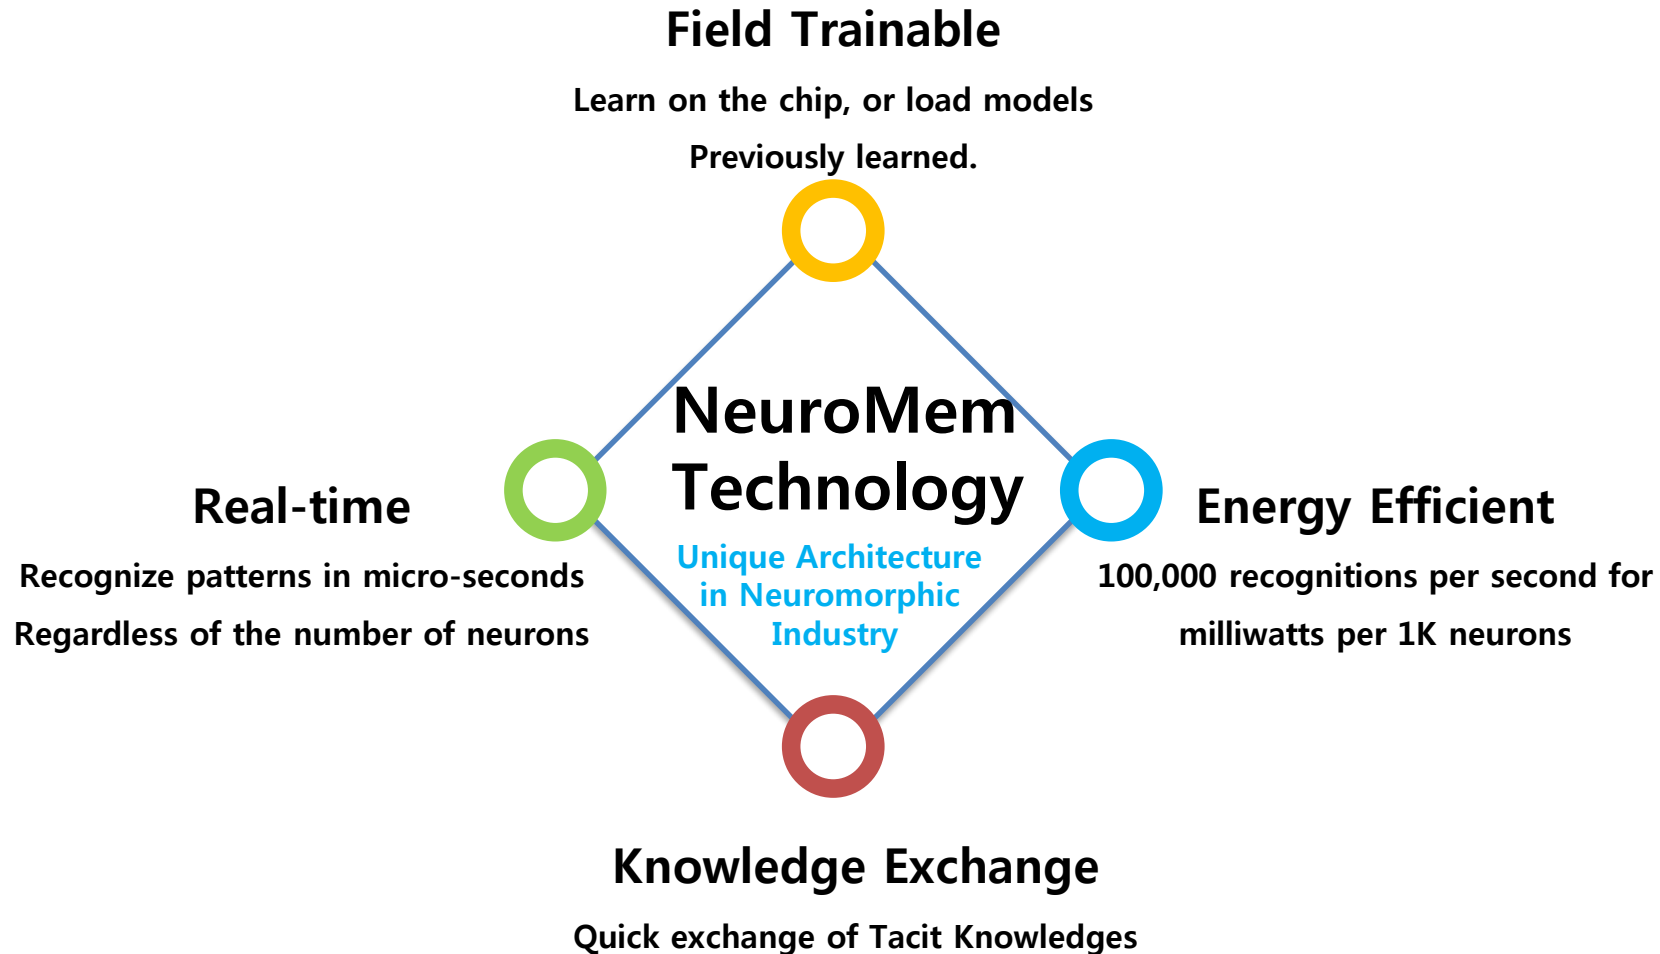 Field Trainable
Learn on the chip, or load models
Previously learned.
NeuroMem
Technology
Unique Architecture
in Neuromorphic
Industry
Real-time
Recognize patterns in micro-seconds
Regardless of the number of neurons
Energy Efficient
100,000 recognitions per second for
milliwatts per 1K neurons
Knowledge Exchange
Quick exchange of Tacit Knowledges